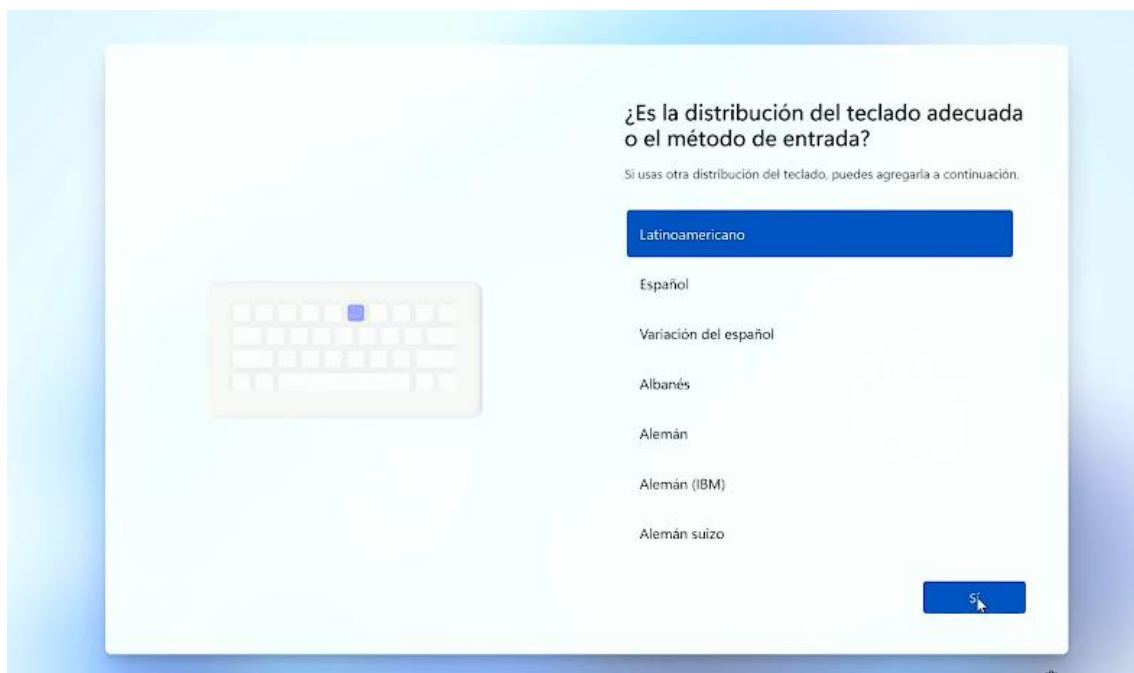 ¿Es la distribución del teclado adecuada
o el método de entrada?
Si usas otra distribución del teclado, puedes agregarla a continuación.
Latinoamericano
Español
Variación del español
Albanés
Alemán
Alemán (IBM)
Alemán suizo
Sí